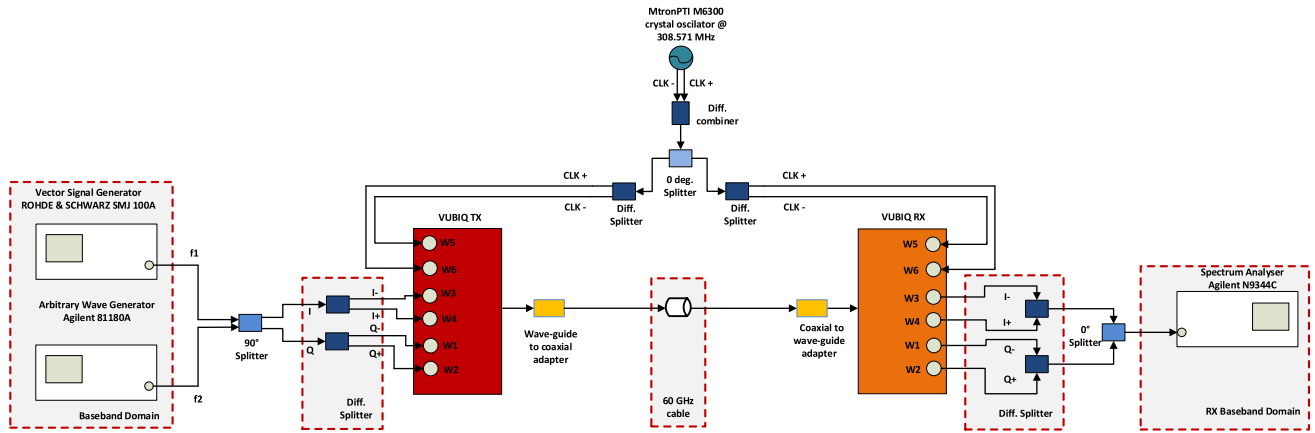 MtronPTI M6300
crystal oscilator @
308.571 MHz
CLK -
CLK +
Diff.
combiner
0 deg.
Splitter
CLK +
CLK -
Diff.
Splitter
Diff.
Splitter
CLK +
CLK -
Vector Signal Generator
ROHDE & SCHWARZ SMJ 100A
f1
Arbitrary Wave Generator
Agilent 81180A
f2
Baseband Domain
90°
Splitter
I
Q
I-
I+
Q-
Q+
Diff.
Splitter
VUBIQ TX
W5
W6
W3
W4
W1
W2
Wave-guide
to coaxial
adapter
60 GHz
cable
Coaxial to
wave-guide
adapter
VUBIQ RX
W5
W6
W3
W4
W1
W2
I-
I+
Q-
Q+
Diff. Splitter
0°
Splitter
Spectrum Analyser
Agilent N9344C
RX Baseband Domain